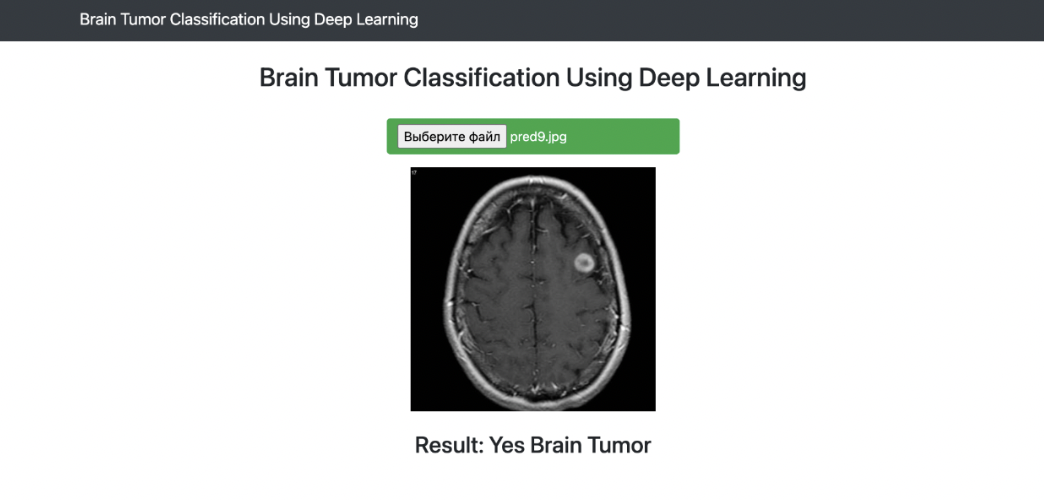 Brain Tumor Classification Using Deep Learning
Brain Tumor Classification Using Deep Learning
Выберите файл pred9.jpg
Result: Yes Brain Tumor